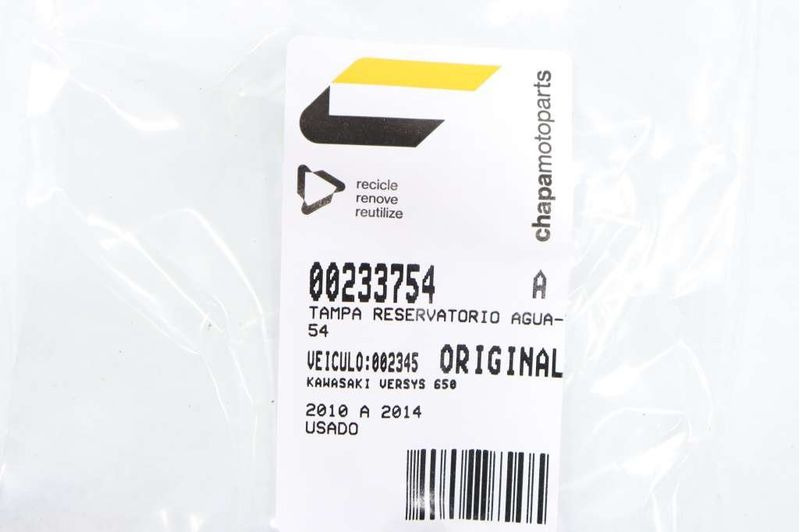 chapamotoparts
recicle
renove
reutilize
00233754 A
TAMPA RESERVATORIO AGUA-
54
VEICULO:002345 ORIGINAL
KAWASAKI VERSYS 650
2010 A 2014
USADO